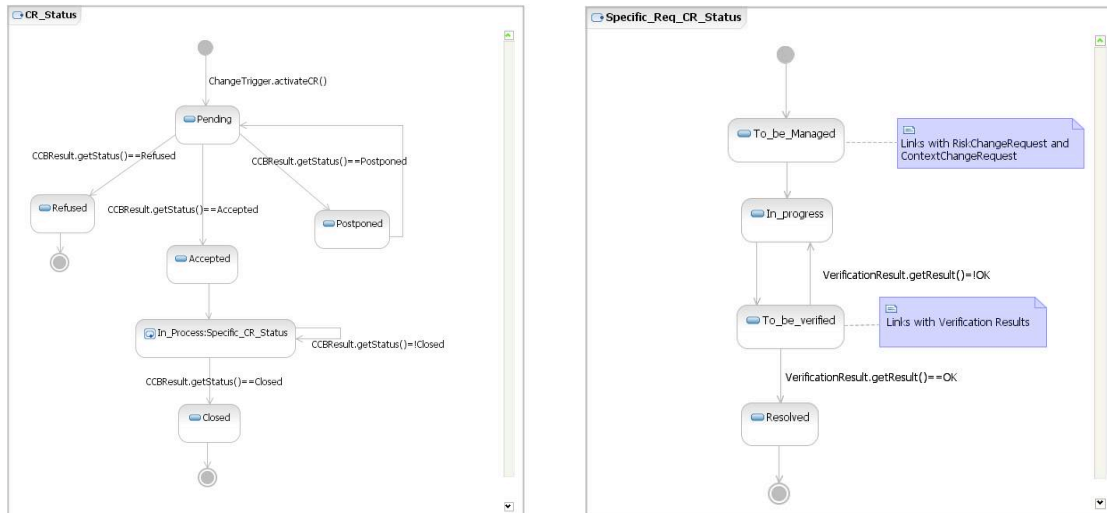 CR_Status
ChangeTrigger.activateCR()
Pending
CCBResult.getStatus()==Refused
CCBResult.getStatus()==Postponed
Refused
CCBResult.getStatus()==Accepted
Postponed
Accepted
In_Process:Specific_CR_Status
CCBResult.getStatus()=!Closed
CCBResult.getStatus()==Closed
Closed
Specific_Req_CR_Status
To_be_Managed
Links with Risk:ChangeRequest and
ContextChangeRequest
In_progress
VerificationResult.getResult()=!OK
To_be_verified
Links with Verification Results
VerificationResult.getResult()==OK
Resolved